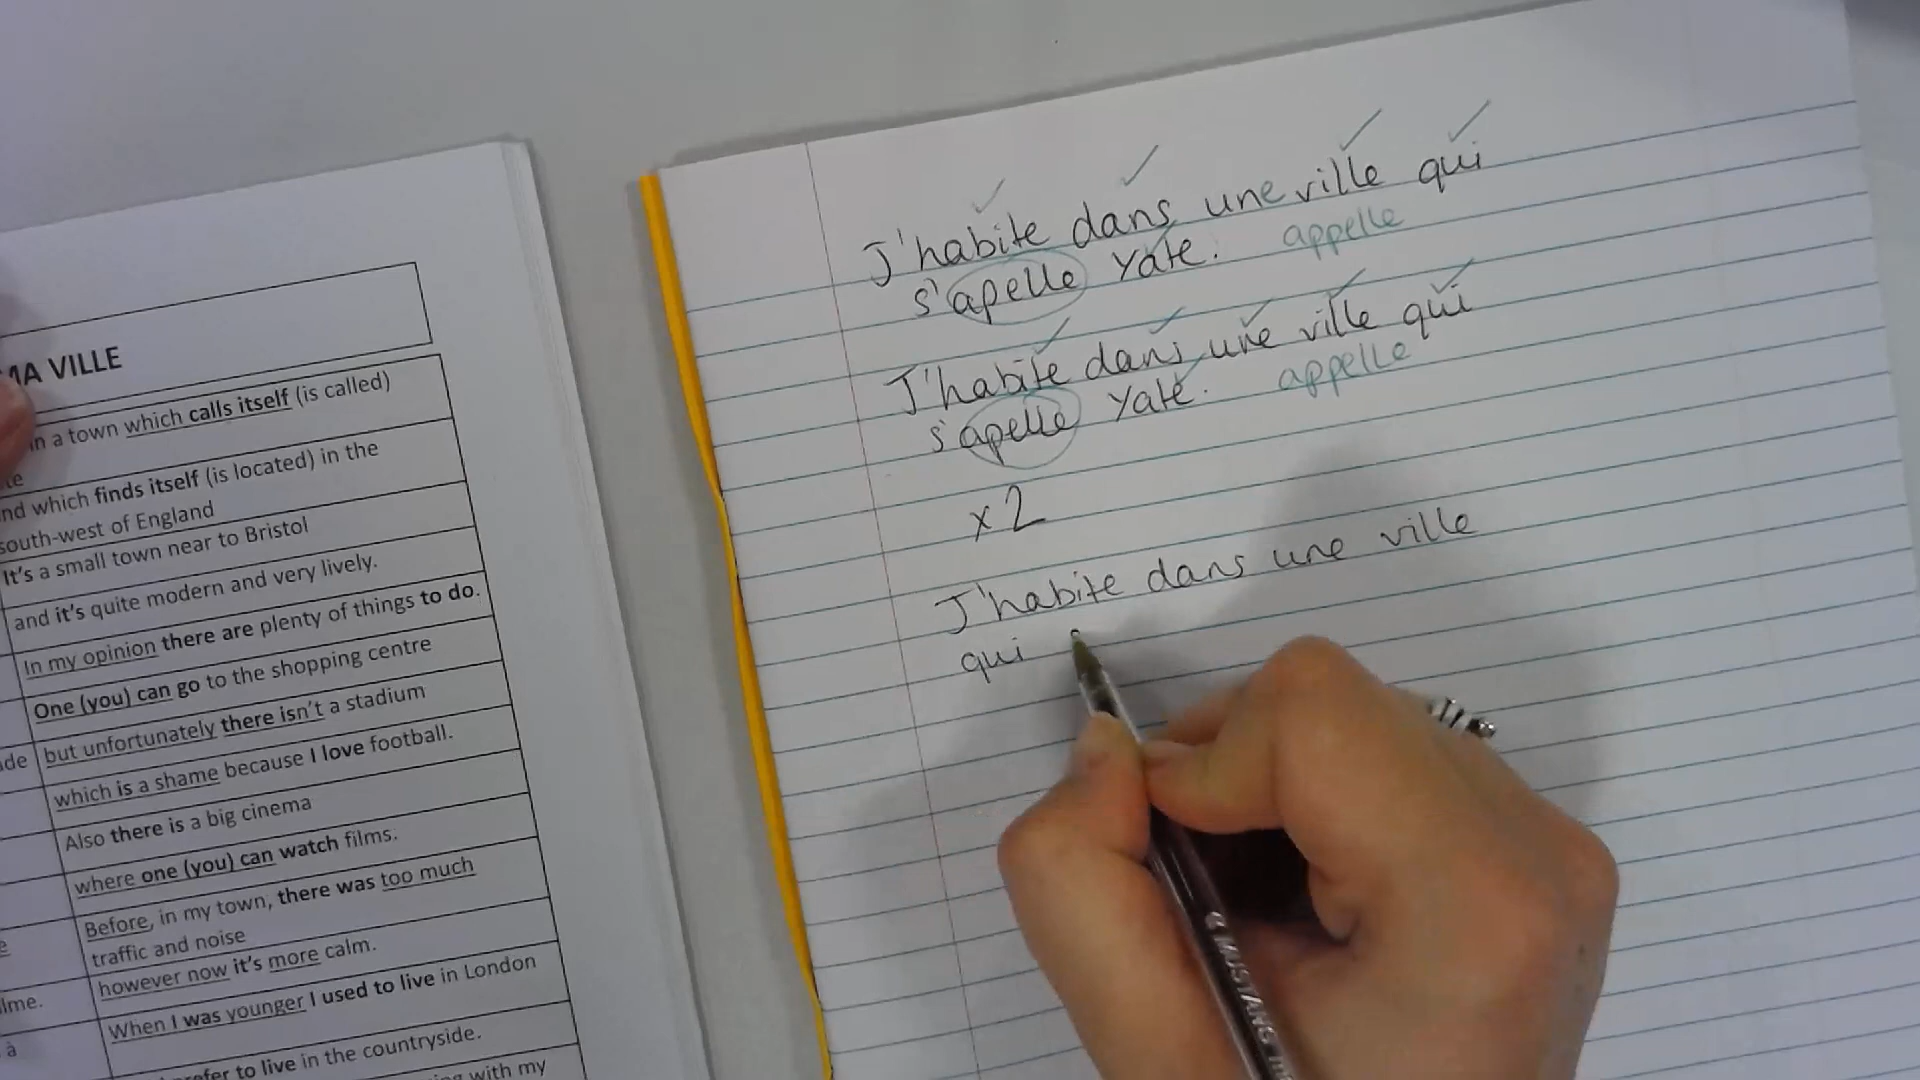 MA VILLE
in a town which calls itself (is called)
and which finds itself (is located) in the
south-west of England
It's a small town near to Bristol
and it's quite modern and very lively.
In my opinion there are plenty of things to do.
One (you) can go to the shopping centre
but unfortunately there isn't a stadium
which is a shame because I love football.
Also there is a big cinema
where one (you) can watch films.
Before, in my town, there was too much
traffic and noise
however now it's more calm.
When I was younger I used to live in London
to live in the countryside.
with my
J'habite dans une ville qui
s'apelle Yate. appelle
J'habite dans une ville qui
s'apelle Yate. appelle
x2
J'habite dans une ville
qui
MUSTANG